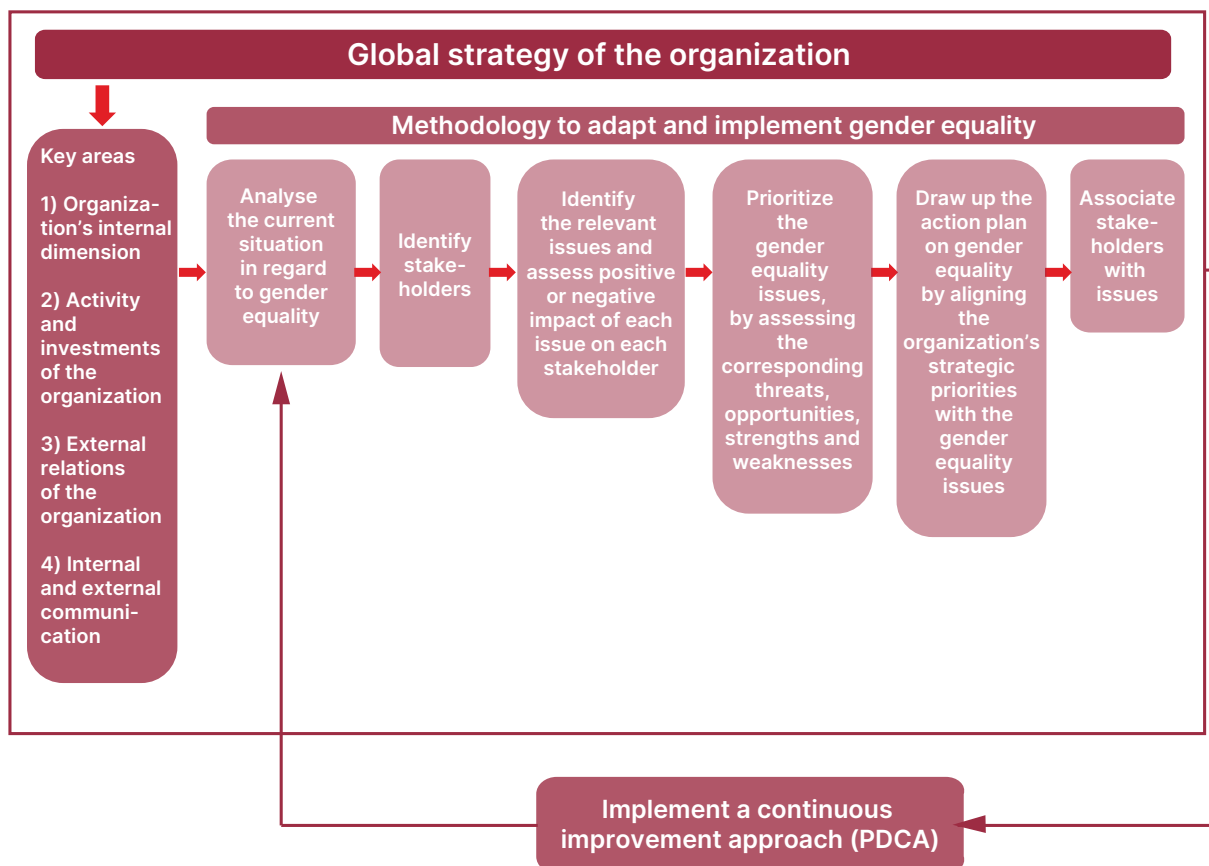 Global strategy of the organization
Methodology to adapt and implement gender equality
Key areas
1) Organiza-
tion's internal
dimension
2) Activity
and
investments
of the
organization
3) External
relations
of the
organization
4) Internal
and external
communi-
cation
Analyse
the current
situation
in regard
to gender
equality
Identify
stake-
holders
Identify
the relevant
issues and
assess positive
or negative
impact of each
issue on each
stakeholder
Prioritize
the
gender
equality
issues,
by assessing
the
corresponding
threats,
opportunities,
strengths and
weaknesses
Draw up the
action plan
on gender
equality
by aligning
the
organization's
strategic
priorities
with the
gender
equality
issues
Associate
stake-
holders
with
issues
Implement a continuous
improvement approach (PDCA)